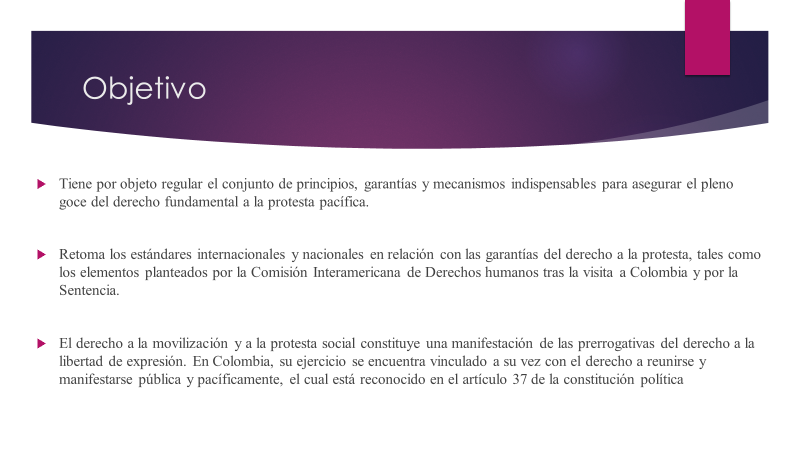 Objetivo
Tiene por objeto regular el conjunto de principios, garantías y mecanismos indispensables para asegurar el pleno
goce del derecho fundamental a la protesta pacífica.
Retoma los estándares internacionales y nacionales en relación con las garantías del derecho a la protesta, tales como
los elementos planteados por la Comisión Interamericana de Derechos humanos tras la visita a Colombia y por la
Sentencia.
El derecho a la movilización y a la protesta social constituye una manifestación de las prerrogativas del derecho a la
libertad de expresión. En Colombia, su ejercicio se encuentra vinculado a su vez con el derecho a reunirse y
manifestarse pública y pacíficamente, el cual está reconocido en el artículo 37 de la constitución política